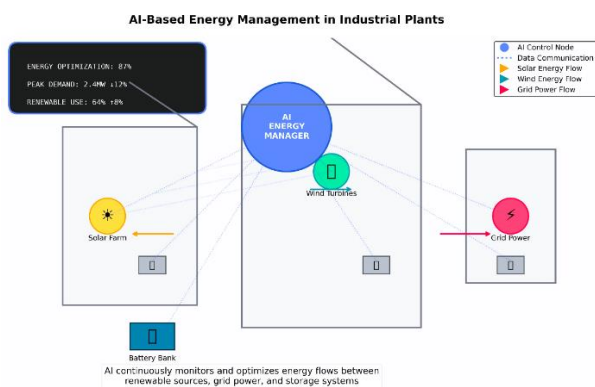 AI-Based Energy Management in Industrial Plants
ENERGY OPTIMIZATION: 87%
PEAK DEMAND: 2.4MW ↓12%
RENEWABLE USE: 64% ↑8%
AI Control Node
Data Communication
Solar Energy Flow
Wind Energy Flow
Grid Power Flow
AI
ENERGY
MANAGER
Wind Turbines
Solar Farm
Grid Power
Battery Bank
AI continuously monitors and optimizes energy flows between
renewable sources, grid power, and storage systems